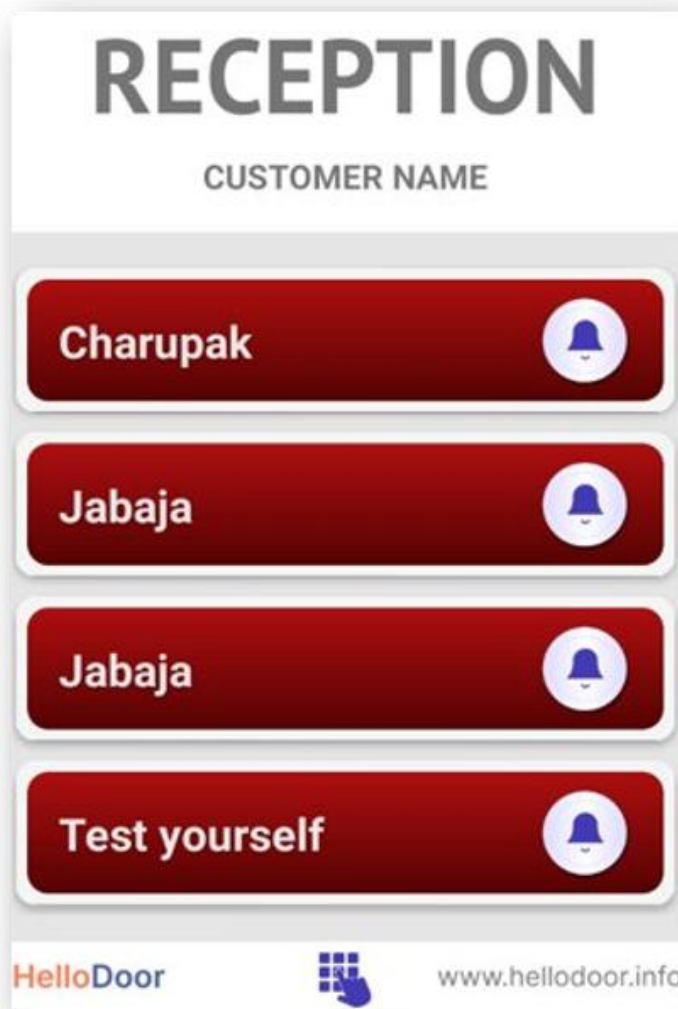 RECEPTION
CUSTOMER NAME
Charupak
Jabaja
Jabaja
Test yourself
HelloDoor www.hellodoor.info